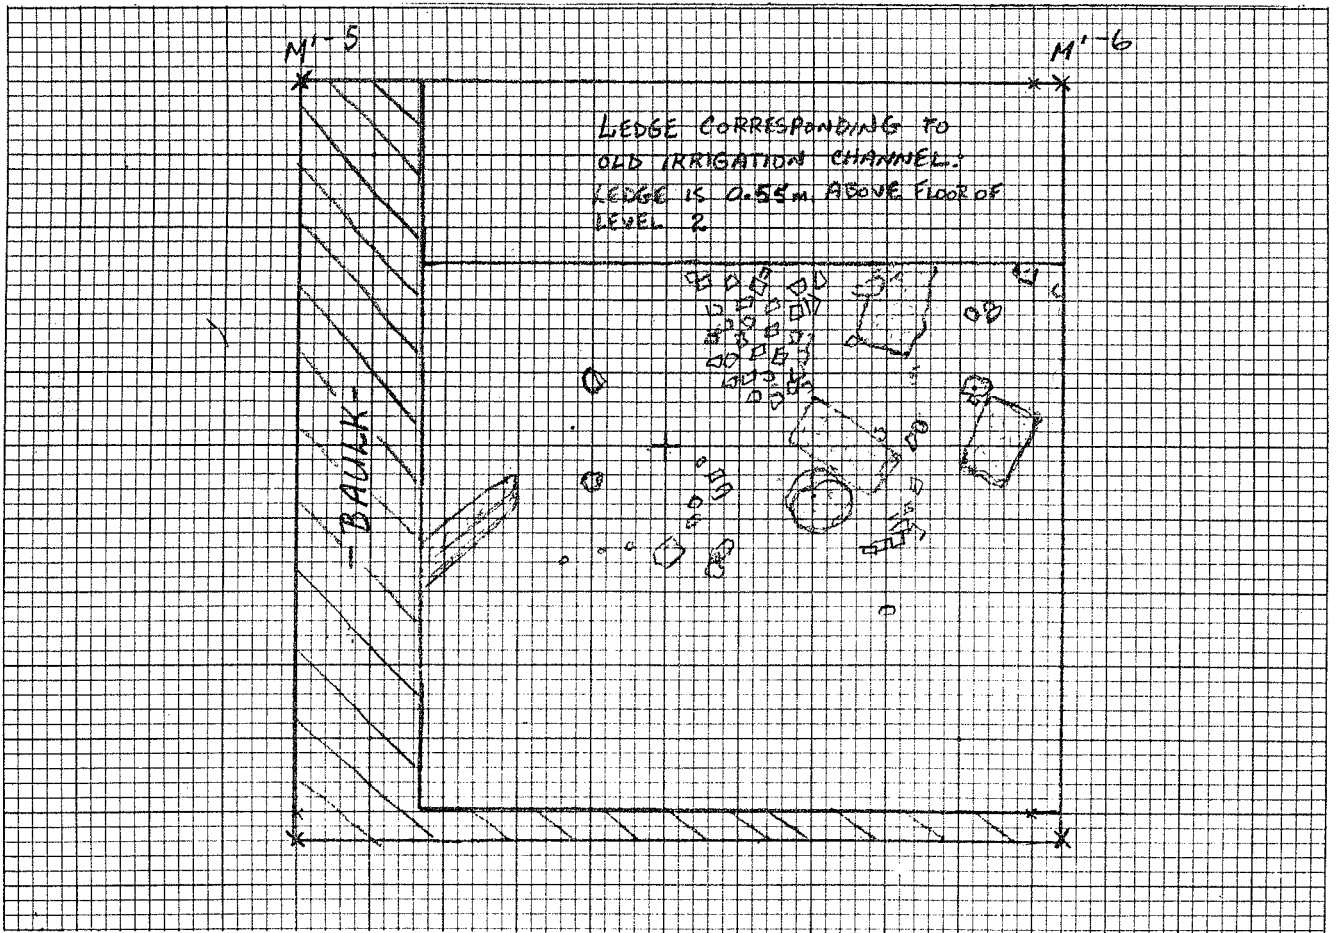 M'-5
M'-6
LEDGE CORRESPONDING TO
OLD IRRIGATION CHANNEL:
LEDGE IS 0.55m. ABOVE FLOOR OF
LEVEL 2
-BAULK-